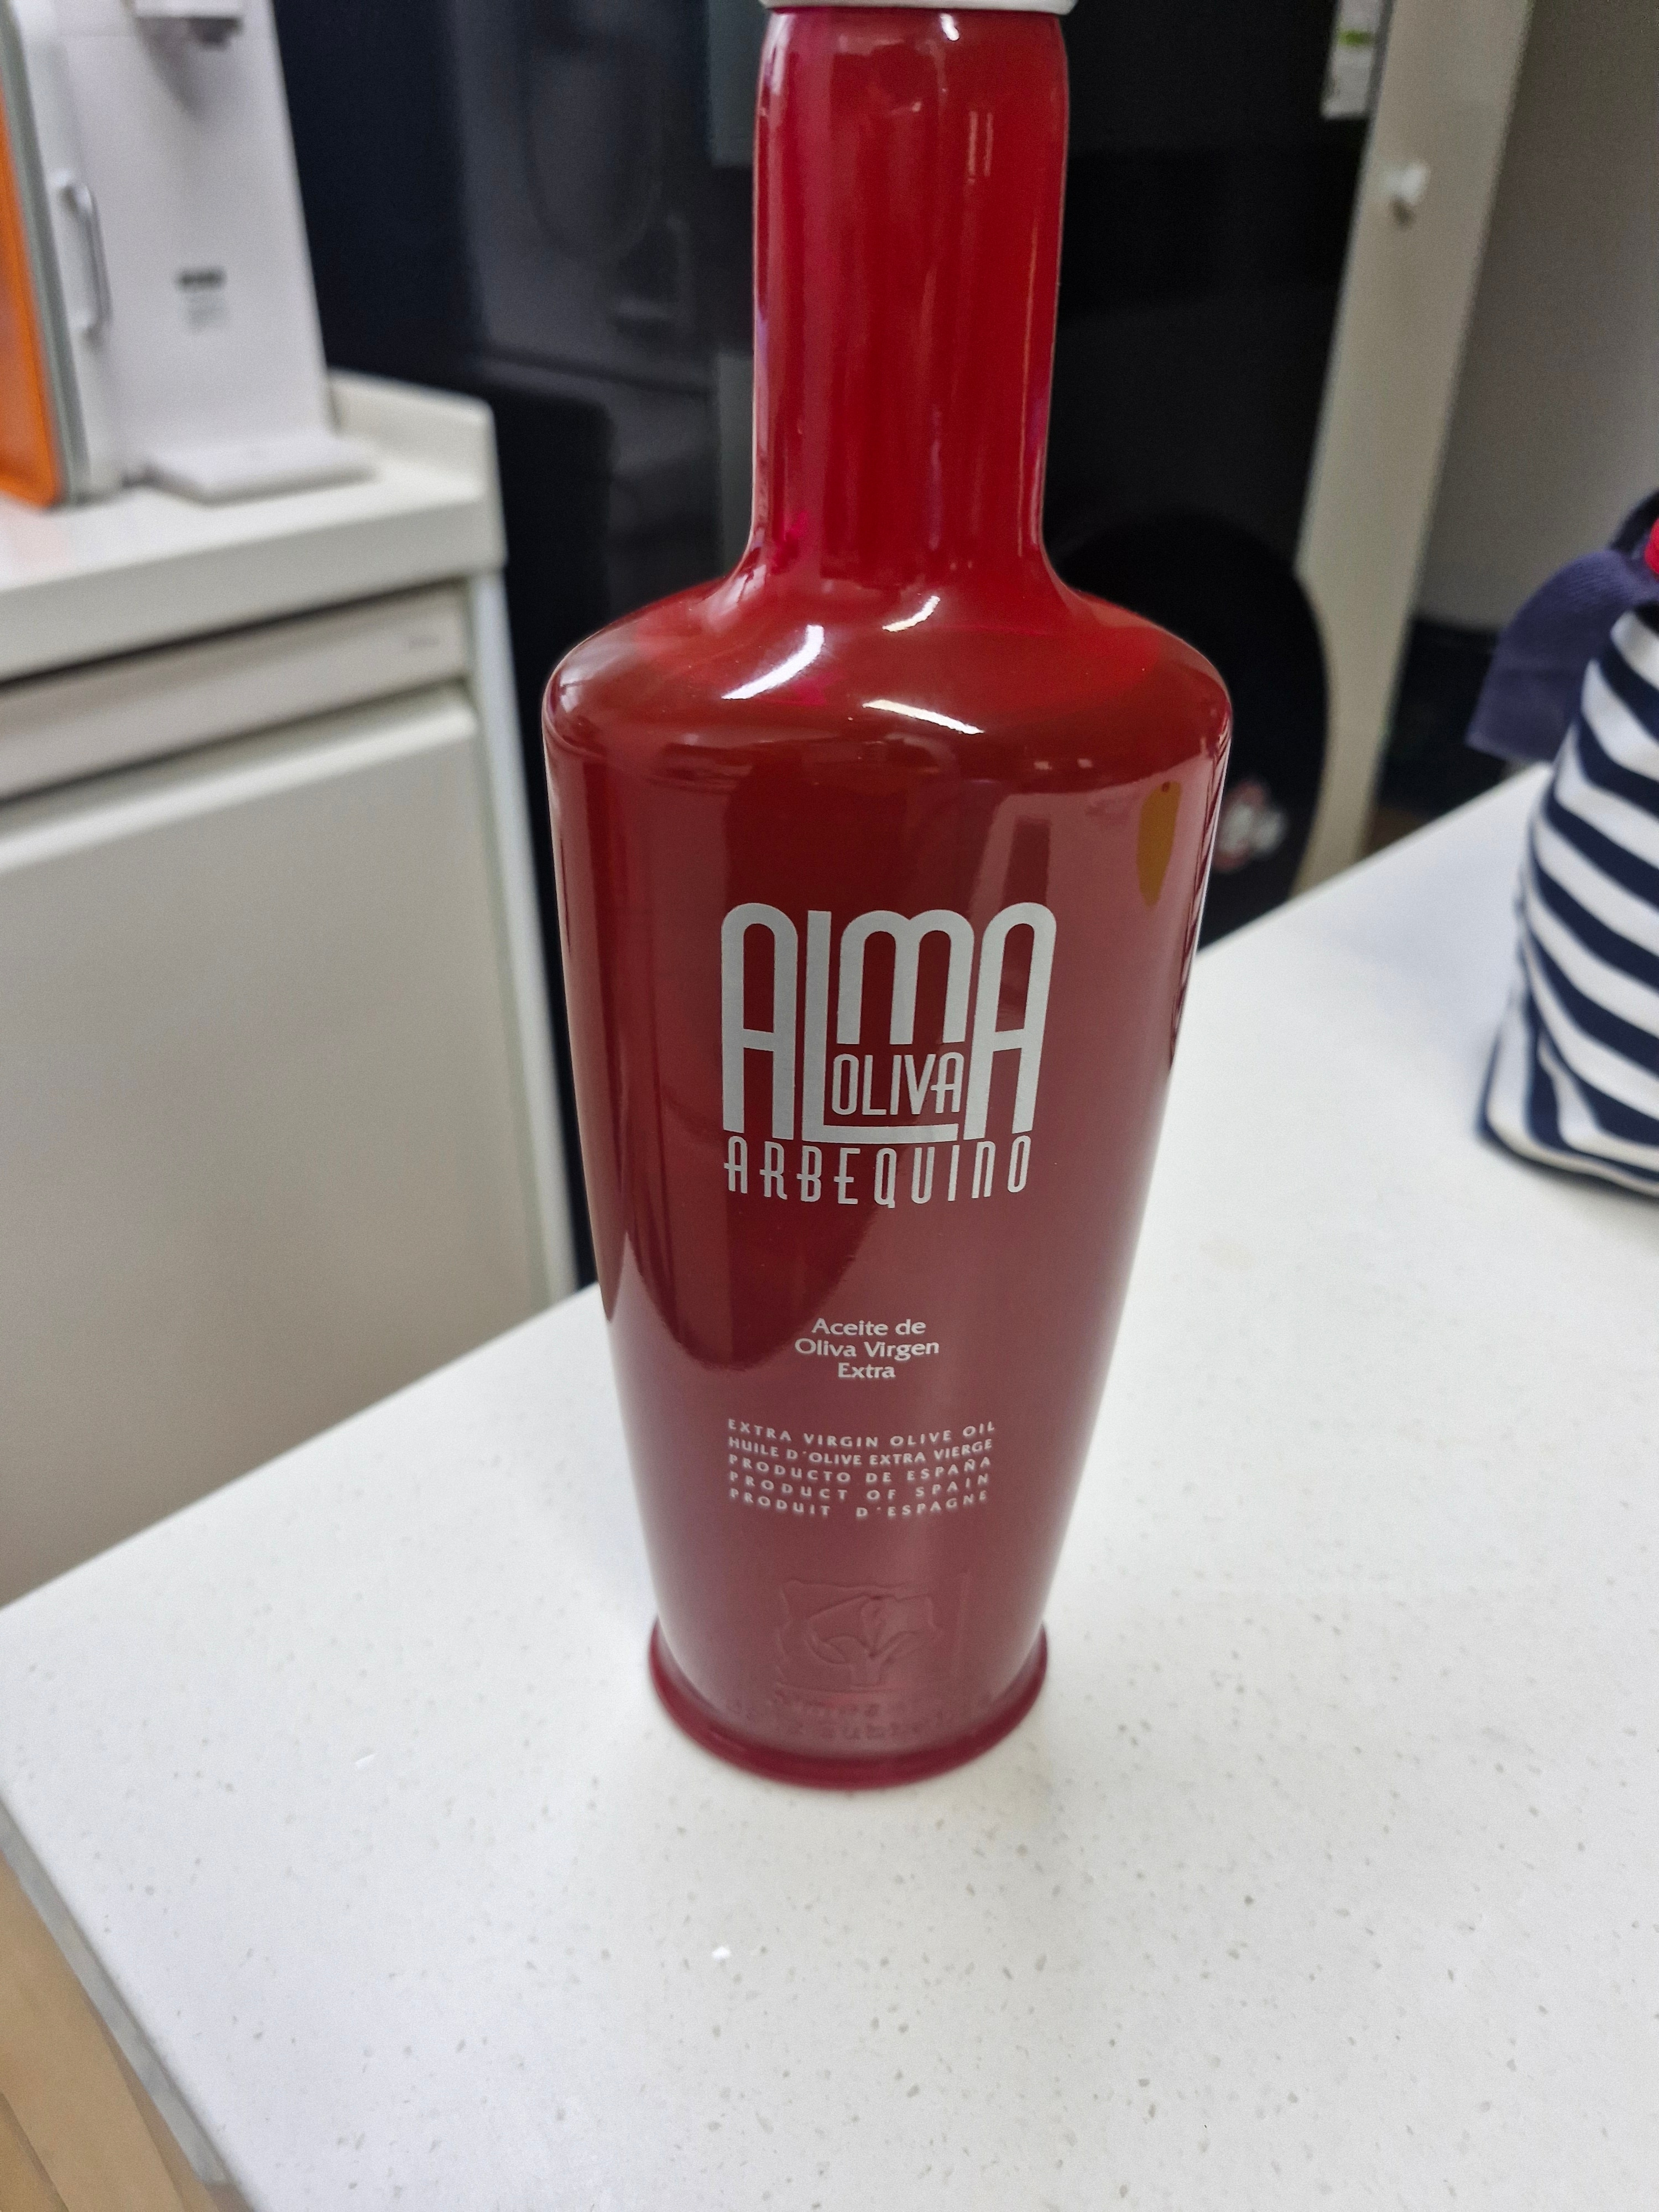 ALMA
OLIVA
ARBEQUINO
Aceite de
Oliva Virgen
Extra
EXTRA VIRGIN OLIVE OIL
HUILE D'OLIVE EXTRA VIERGE
PRODUCTO DE ESPAÑA
PRODUCT OF SPAIN
PRODUIT D'ESPAGNE